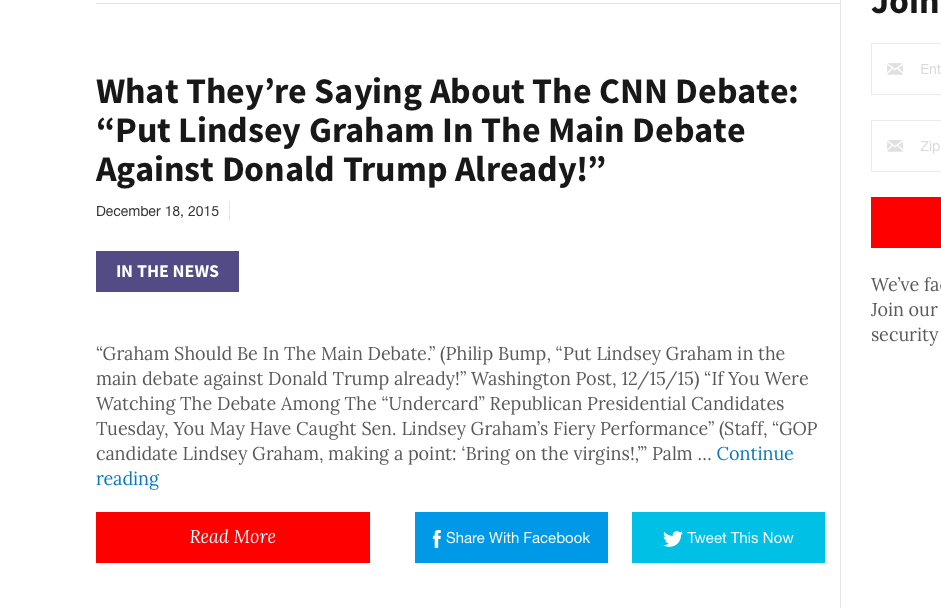 Join
What They’re Saying About The CNN Debate:
“Put Lindsey Graham In The Main Debate
Against Donald Trump Already!”
December 18, 2015
IN THE NEWS
“Graham Should Be In The Main Debate.” (Philip Bump, “Put Lindsey Graham in the
main debate against Donald Trump already!” Washington Post, 12/15/15) “If You Were
Watching The Debate Among The “Undercard” Republican Presidential Candidates
Tuesday, You May Have Caught Sen. Lindsey Graham’s Fiery Performance” (Staff, “GOP
candidate Lindsey Graham, making a point: ‘Bring on the virgins!,’” Palm … Continue
reading
Read More
Share With Facebook
Tweet This Now
Ent
Zip
We’ve fa
Join our
security